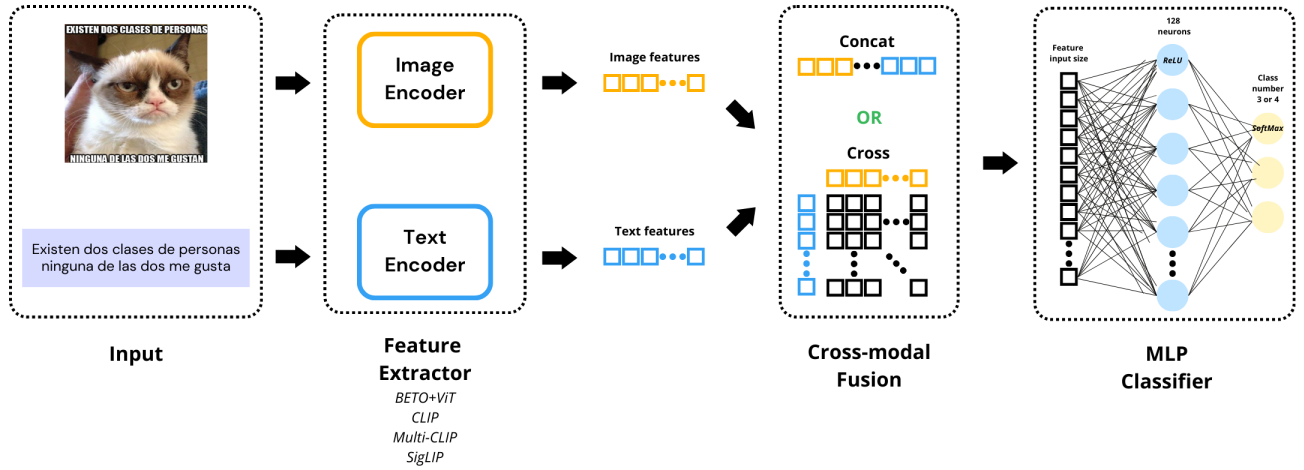 EXISTEN DOS CLASES DE PERSONAS
NINGUNA DE LAS DOS ME GUSTAN
Existen dos clases de personas
ninguna de las dos me gusta
Input
Image
Encoder
Text
Encoder
Feature
Extractor
BETO+ViT
CLIP
Multi-CLIP
SigLIP
Image features
Text features
Concat
OR
Cross
Cross-modal
Fusion
128
neurons
Feature
input size
ReLU
Class
number
3 or 4
SoftMax
MLP
Classifier